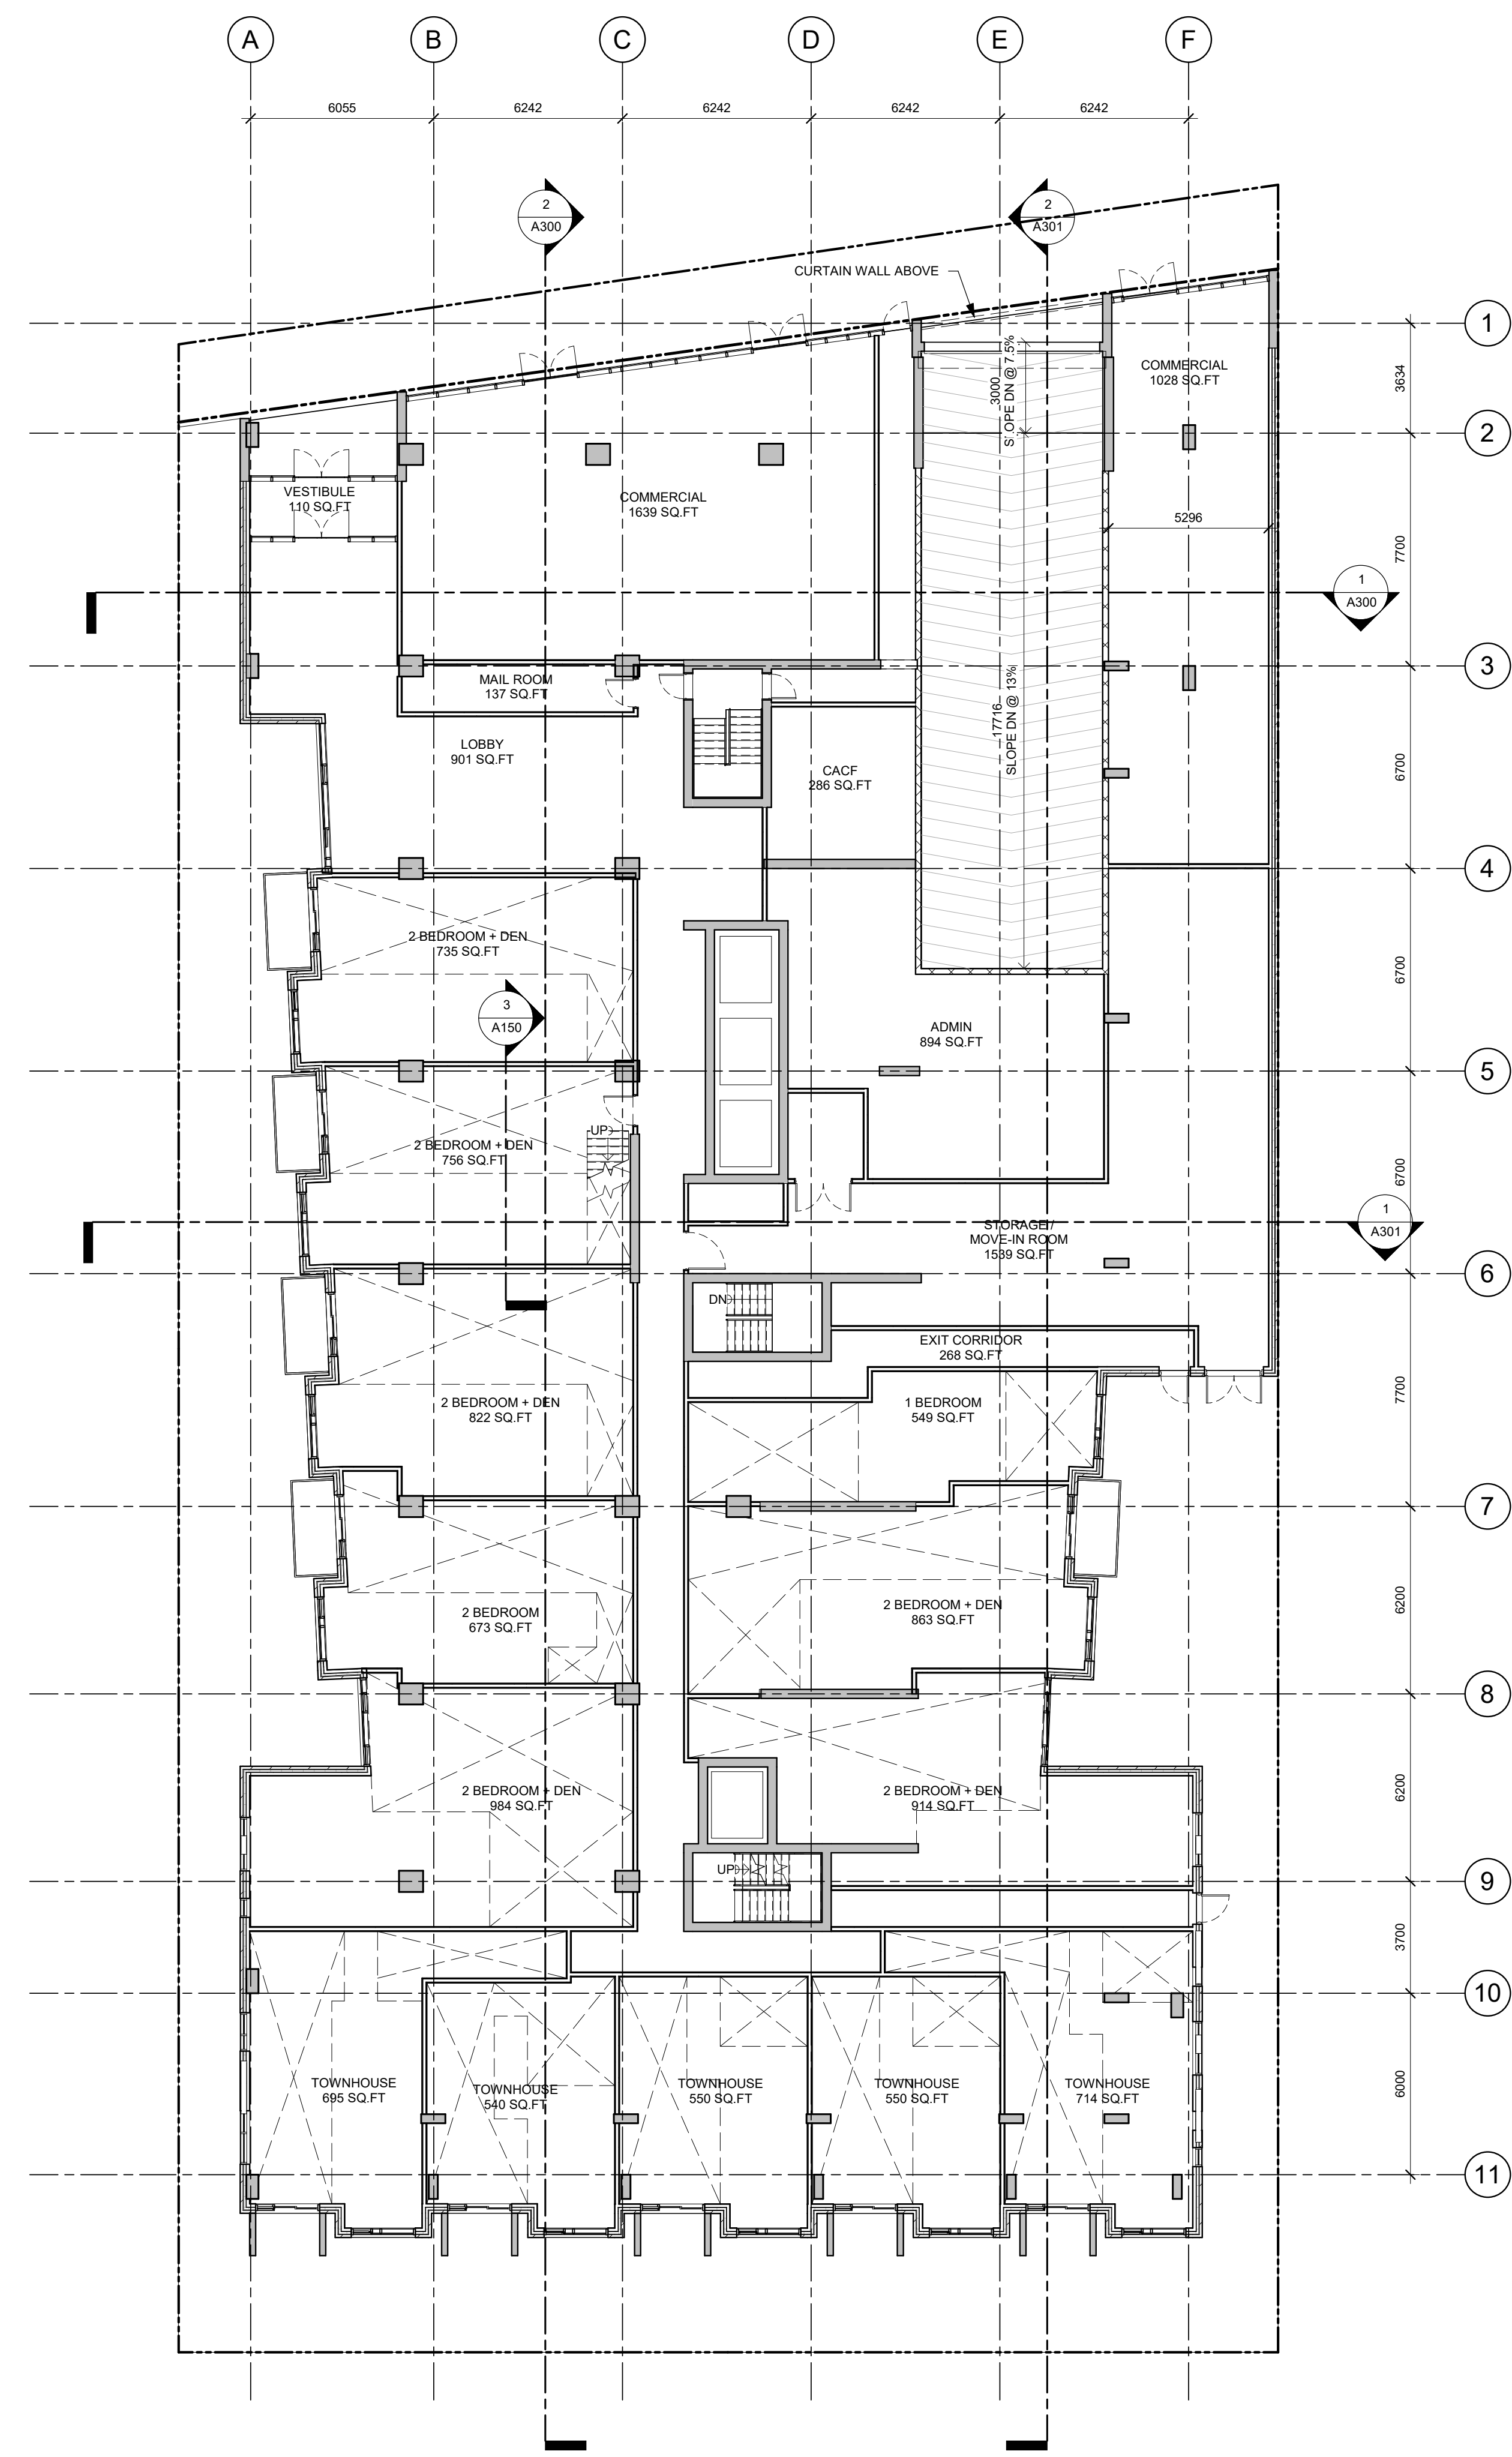 A
B
C
D
E
F
6055
6242
6242
6242
6242
2
A300
2
A301
CURTAIN WALL ABOVE
1
3634
3000
SLOPE DN @ 7.5%
COMMERCIAL
1028 SQ.FT
2
VESTIBULE
110 SQ.FT
COMMERCIAL
1639 SQ.FT
5296
7700
1
A300
3
MAIL ROOM
137 SQ.FT
17716
SLOPE DN @ 13%
LOBBY
901 SQ.FT
CACF
286 SQ.FT
6700
4
2 BEDROOM + DEN
735 SQ.FT
6700
3
A150
ADMIN
894 SQ.FT
5
UP
2 BEDROOM + DEN
756 SQ.FT
6700
STORAGE /
MOVE-IN ROOM
1539 SQ.FT
1
A301
6
DN
EXIT CORRIDOR
268 SQ.FT
2 BEDROOM + DEN
822 SQ.FT
1 BEDROOM
549 SQ.FT
7700
7
2 BEDROOM
673 SQ.FT
2 BEDROOM + DEN
863 SQ.FT
6200
8
2 BEDROOM + DEN
984 SQ.FT
2 BEDROOM + DEN
914 SQ.FT
6200
UP
9
3700
10
TOWNHOUSE
695 SQ.FT
TOWNHOUSE
540 SQ.FT
TOWNHOUSE
550 SQ.FT
TOWNHOUSE
550 SQ.FT
TOWNHOUSE
714 SQ.FT
6000
11